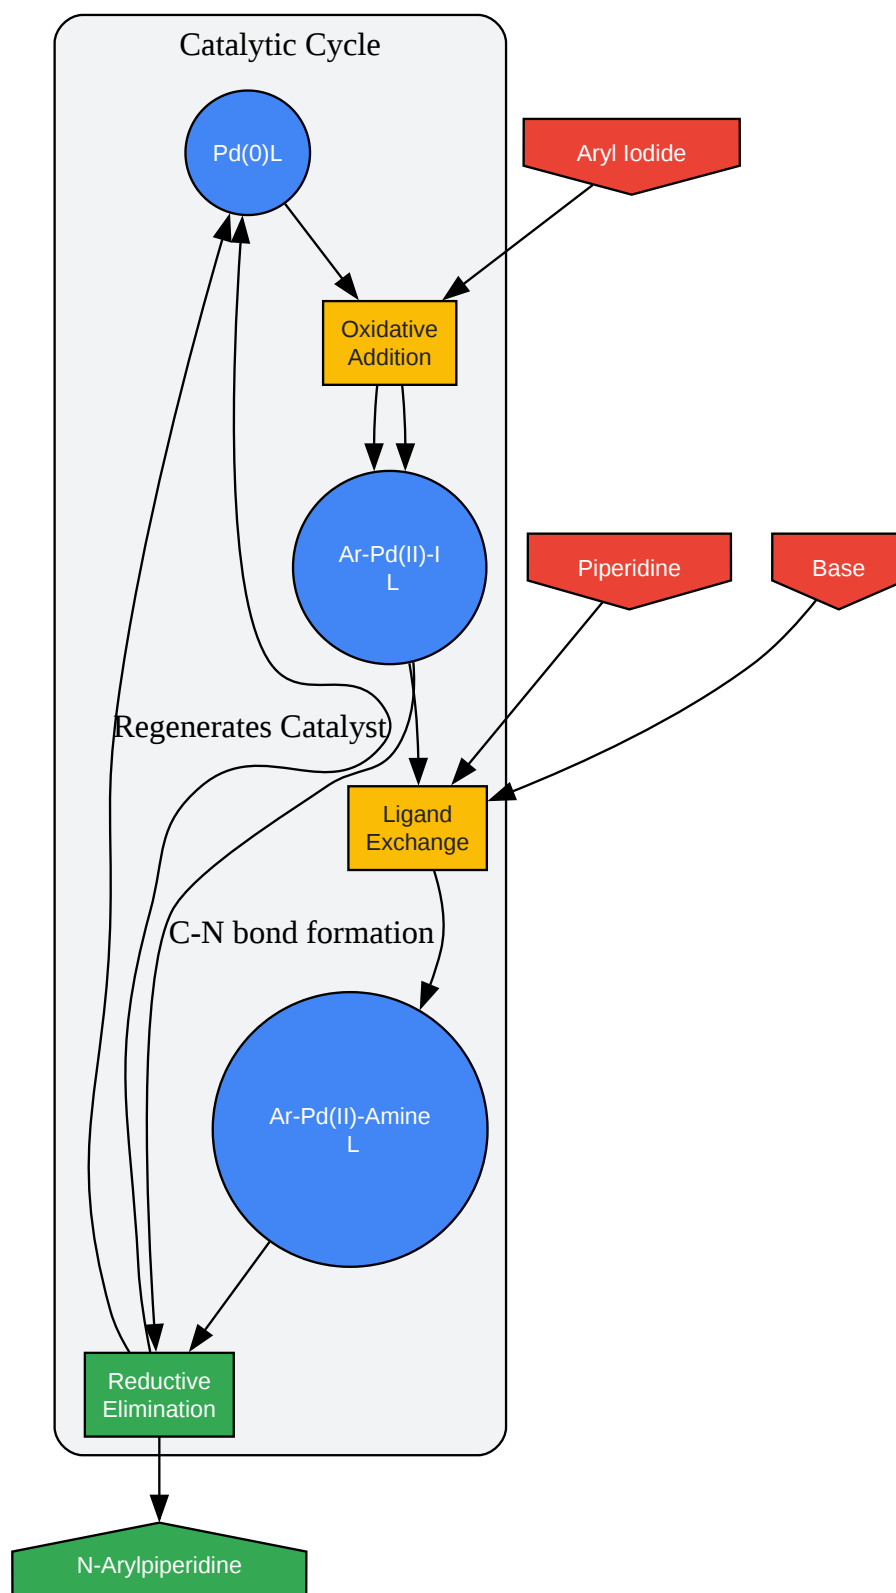 Catalytic Cycle
Pd(0)L
Aryl Iodide
Oxidative
Addition
Ar-Pd(II)-I
L
Piperidine
Base
Regenerates Catalyst
Ligand
Exchange
C-N bond formation
Ar-Pd(II)-Amine
L
Reductive
Elimination
N-Arylpiperidine